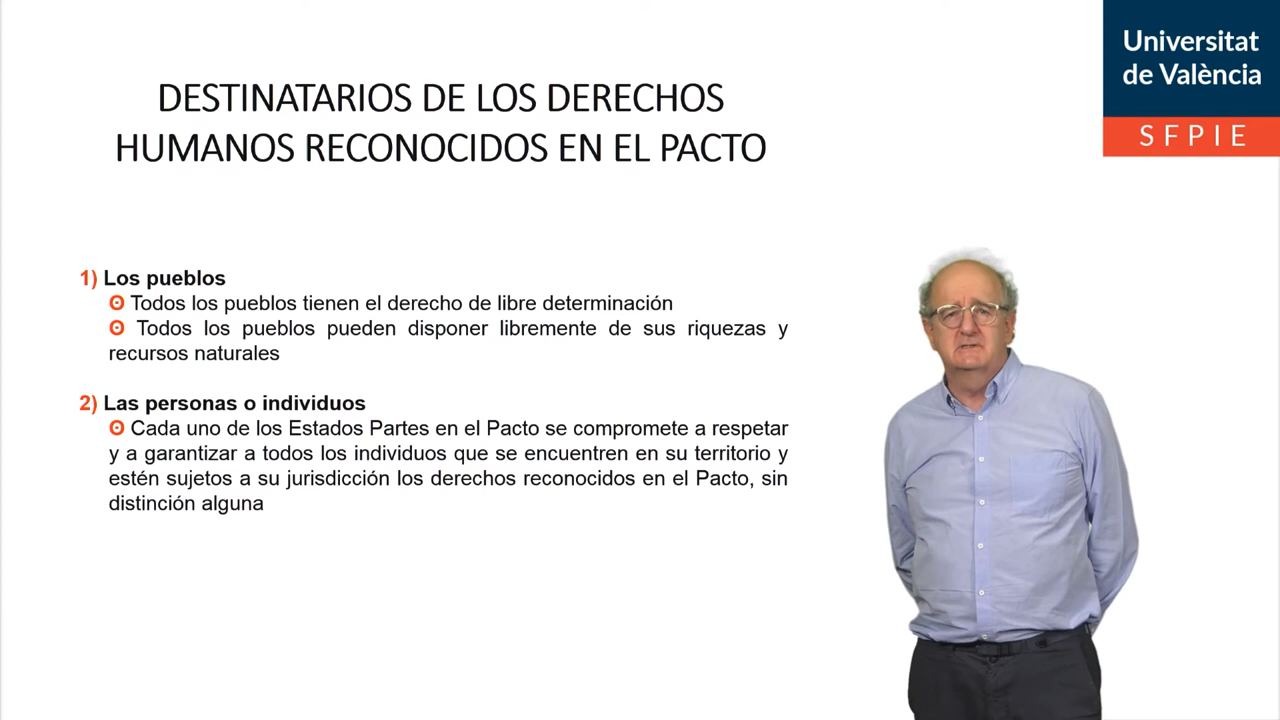 Universitat
de València
SFPIE
DESTINATARIOS DE LOS DERECHOS
HUMANOS RECONOCIDOS EN EL PACTO
1) Los pueblos
ʘ Todos los pueblos tienen el derecho de libre determinación
ʘ Todos los pueblos pueden disponer libremente de sus riquezas y
recursos naturales
2) Las personas o individuos
ʘ Cada uno de los Estados Partes en el Pacto se compromete a respetar
y a garantizar a todos los individuos que se encuentren en su territorio y
estén sujetos a su jurisdicción los derechos reconocidos en el Pacto, sin
distinción alguna